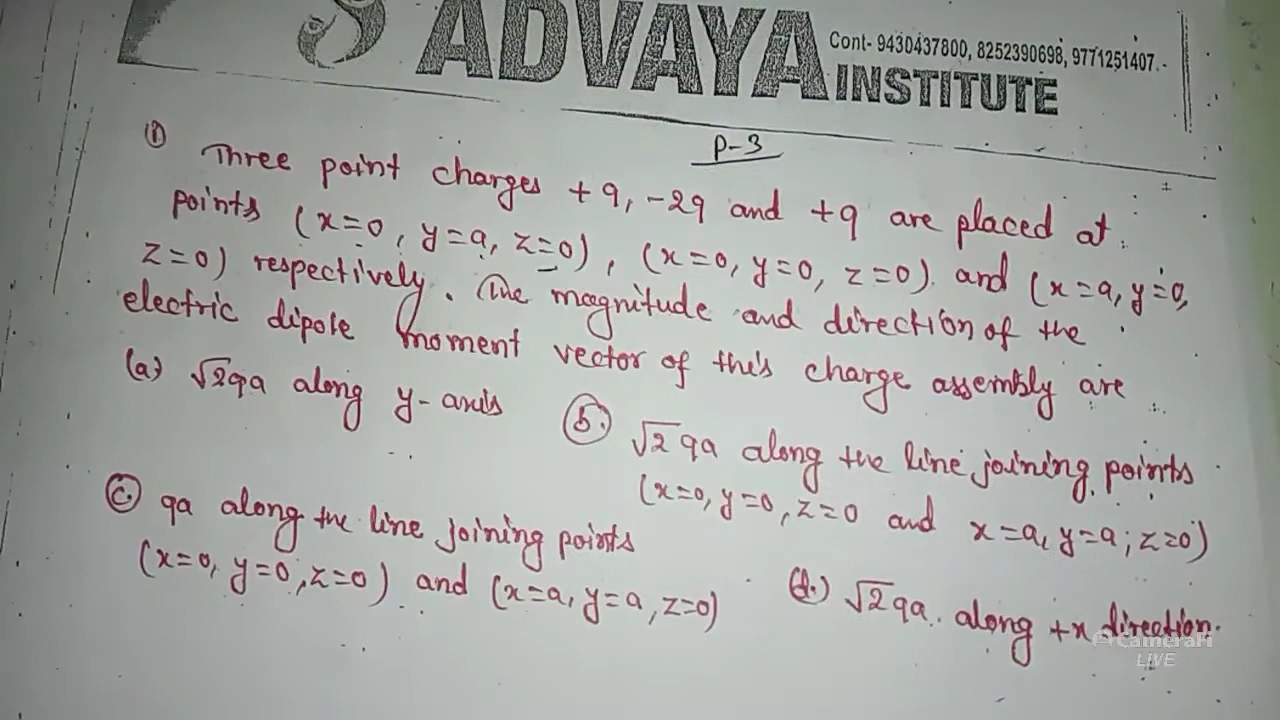 ADVAYA
Cont- 9430437800, 8252390698, 9771251407.
INSTITUTE
P-3
① Three point charges +q, -2q and +q are placed at
points (x=0, y=a, z=0), (x=0, y=0, z=0) and (x=a, y=0,
z=0) respectively. The magnitude and direction of the
electric dipole moment vector of this charge assembly are
(a) √2qa along y-axis
(b.) √2 qa along the line joining points
(x=0, y=0, z=0 and x=a, y=a; z=0)
(c.) qa along the line joining points
(x=0, y=0, z=0) and (x=a, y=a, z=0)
(d.) √2qa. along +x direction.
CameraFi
LIVE